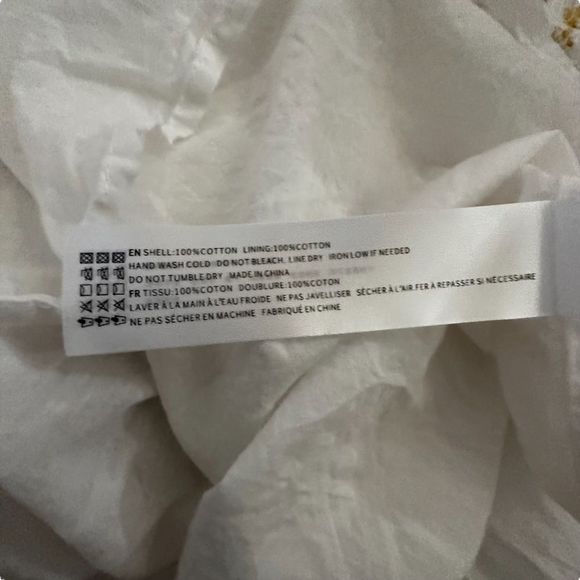 EN SHELL:100%COTTON LINING:100%COTTON
HAND WASH COLD DO NOT BLEACH. LINE DRY IRON LOW IF NEEDED
DO NOT TUMBLE DRY MADE IN CHINA
FR TISSU:100%COTON DOUBLURE:100%COTON
LAVER À LA MAIN À L'EAU FROIDE NE PAS JAVELLISER SÉCHER À L'AIR.FER À REPASSER SI NÉCESSAIRE
NE PAS SÉCHER EN MACHINE FABRIQUÉ EN CHINE